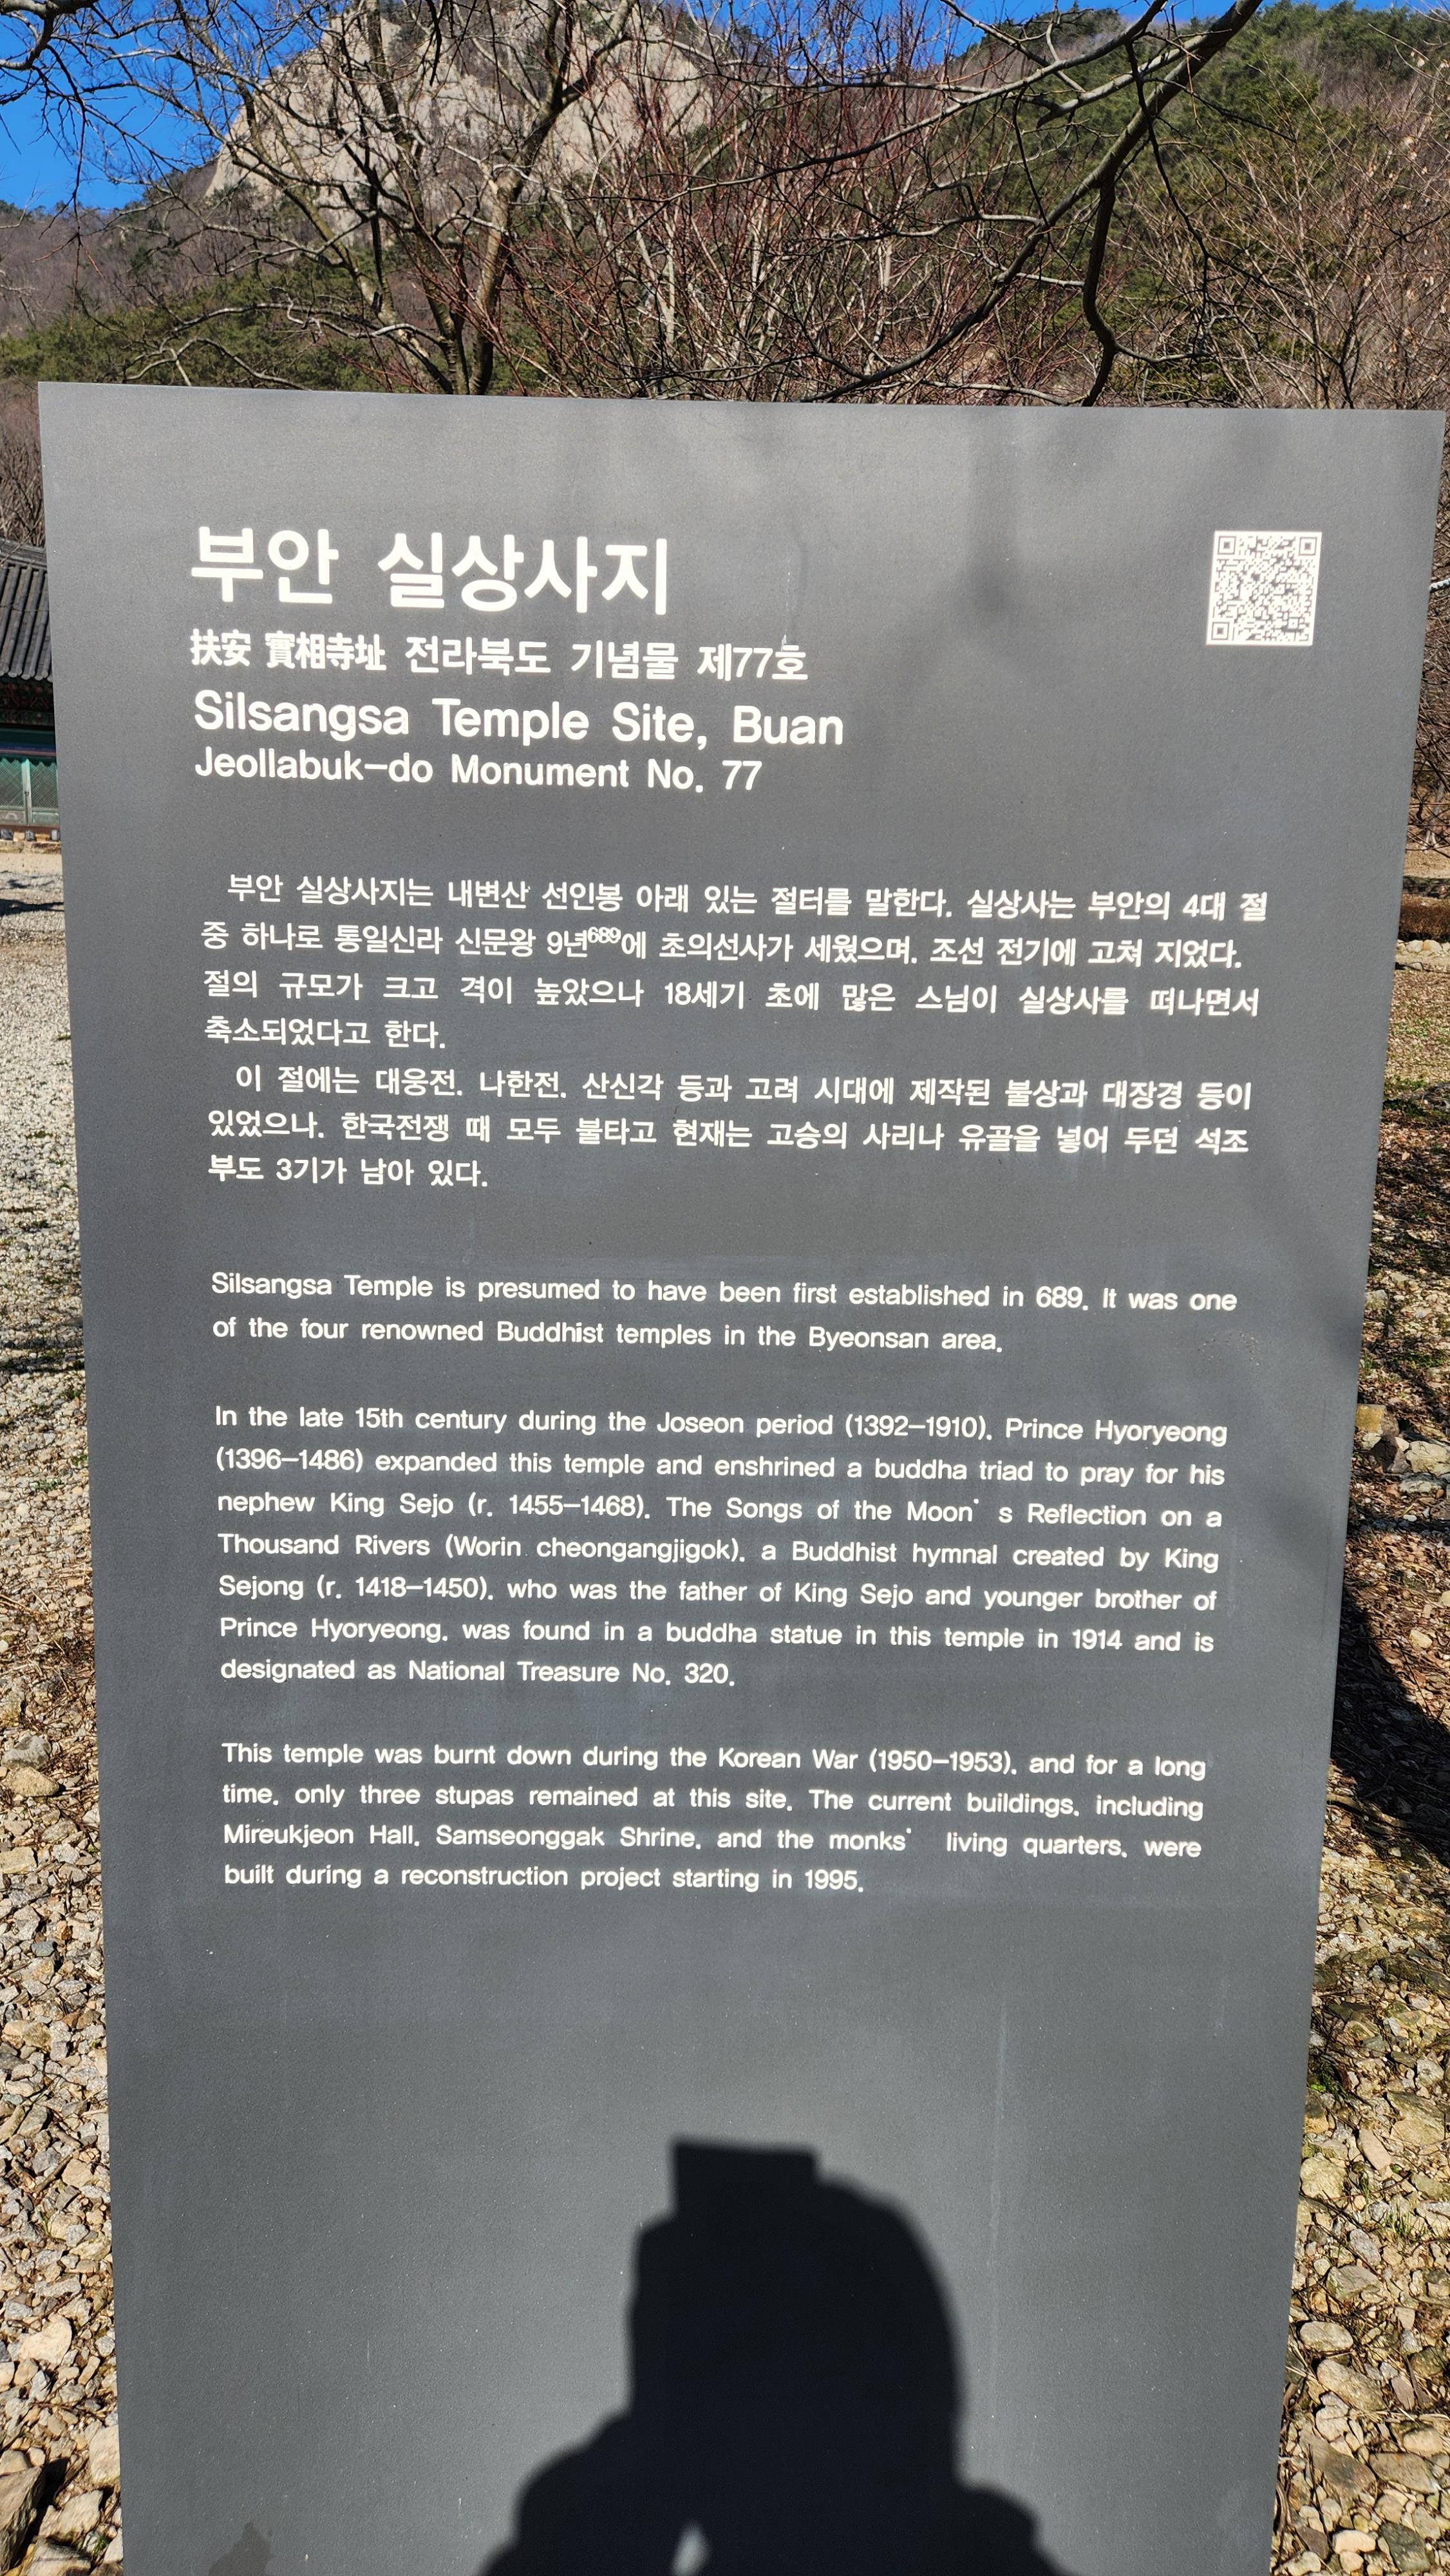 부안 실상사지
扶安 實相寺址 전라북도 기념물 제77호
Silsangsa Temple Site, Buan
Jeollabuk-do Monument No. 77
부안 실상사지는 내변산 선인봉 아래 있는 절터를 말한다. 실상사는 부안의 4대 절
중 하나로 통일신라 신문왕 9년689에 초의선사가 세웠으며, 조선 전기에 고쳐 지었다.
절의 규모가 크고 격이 높았으나 18세기 초에 많은 스님이 실상사를 떠나면서
축소되었다고 한다.
이 절에는 대웅전, 나한전, 산신각 등과 고려 시대에 제작된 불상과 대장경 등이
있었으나, 한국전쟁 때 모두 불타고 현재는 고승의 사리나 유골을 넣어 두던 석조
부도 3기가 남아 있다.
Silsangsa Temple is presumed to have been first established in 689. It was one
of the four renowned Buddhist temples in the Byeonsan area.
In the late 15th century during the Joseon period (1392-1910), Prince Hyoryeong
(1396-1486) expanded this temple and enshrined a buddha triad to pray for his
nephew King Sejo (r. 1455-1468). The Songs of the Moon' s Reflection on a
Thousand Rivers (Worin cheongangjigok), a Buddhist hymnal created by King
Sejong (r. 1418-1450), who was the father of King Sejo and younger brother of
Prince Hyoryeong, was found in a buddha statue in this temple in 1914 and is
designated as National Treasure No. 320.
This temple was burnt down during the Korean War (1950-1953), and for a long
time, only three stupas remained at this site. The current buildings, including
Mireukjeon Hall, Samseonggak Shrine, and the monks' living quarters, were
built during a reconstruction project starting in 1995.